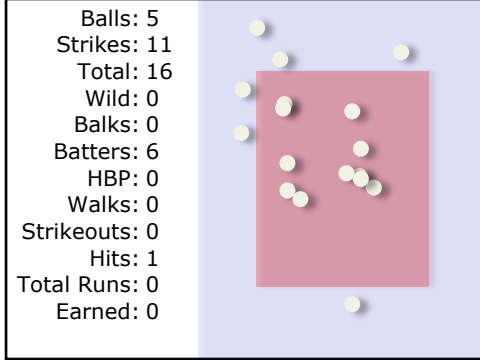 Balls: 5
Strikes: 11
Total: 16
Wild: 0
Balks: 0
Batters: 6
HBP: 0
Walks: 0
Strikeouts: 0
Hits: 1
Total Runs: 0
Earned: 0